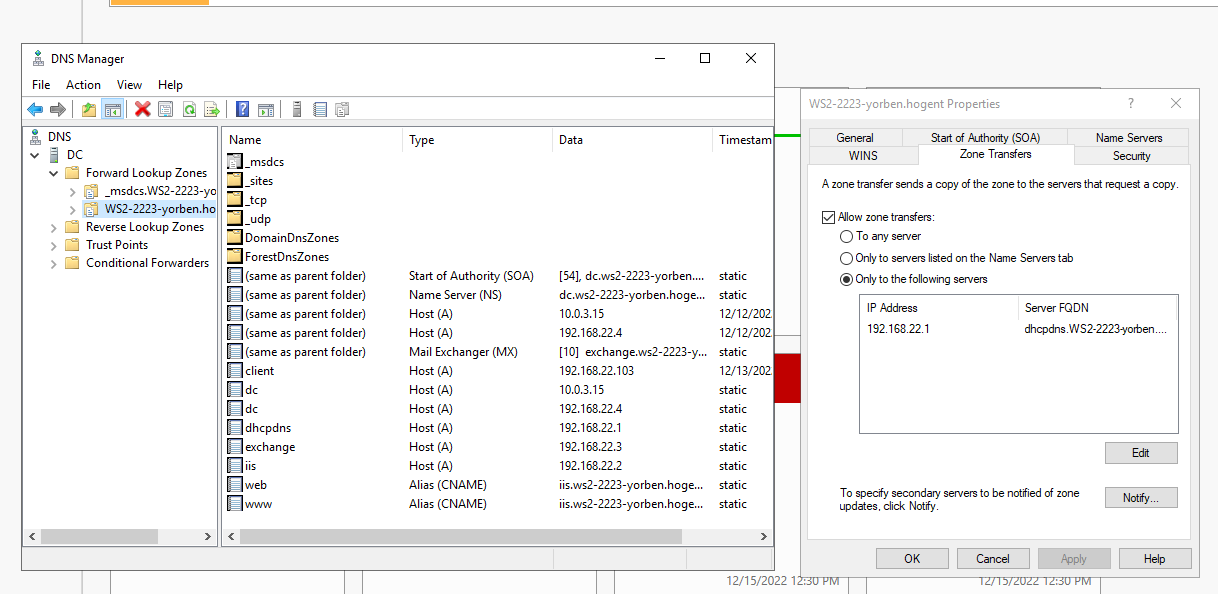 DNS Manager
File Action View Help
DNS
DC
Forward Lookup Zones
_msdcs.WS2-2223-yo
WS2-2223-yorben.ho
Reverse Lookup Zones
Trust Points
Conditional Forwarders
Name Type Data Timestam
_msdcs
_sites
_tcp
_udp
DomainDnsZones
ForestDnsZones
(same as parent folder) Start of Authority (SOA) [54], dc.ws2-2223-yorben.... static
(same as parent folder) Name Server (NS) dc.ws2-2223-yorben.hoge... static
(same as parent folder) Host (A) 10.0.3.15 12/12/202
(same as parent folder) Host (A) 192.168.22.4 12/12/202
(same as parent folder) Mail Exchanger (MX) [10] exchange.ws2-2223-y... static
client Host (A) 192.168.22.103 12/13/202
dc Host (A) 10.0.3.15 static
dc Host (A) 192.168.22.4 static
dhcpdns Host (A) 192.168.22.1 static
exchange Host (A) 192.168.22.3 static
iis Host (A) 192.168.22.2 static
web Alias (CNAME) iis.ws2-2223-yorben.hoge... static
www Alias (CNAME) iis.ws2-2223-yorben.hoge... static
WS2-2223-yorben.hogent Properties
?
General Start of Authority (SOA) Name Servers
WINS Zone Transfers Security
A zone transfer sends a copy of the zone to the servers that request a copy.
Allow zone transfers:
To any server
Only to servers listed on the Name Servers tab
Only to the following servers
IP Address Server FQDN
192.168.22.1 dhcpdns.WS2-2223-yorben....
Edit
To specify secondary servers to be notified of zone
updates, click Notify.
Notify...
OK Cancel Apply Help
12/15/2022 12:30 PM 12/15/2022 12:30 PM